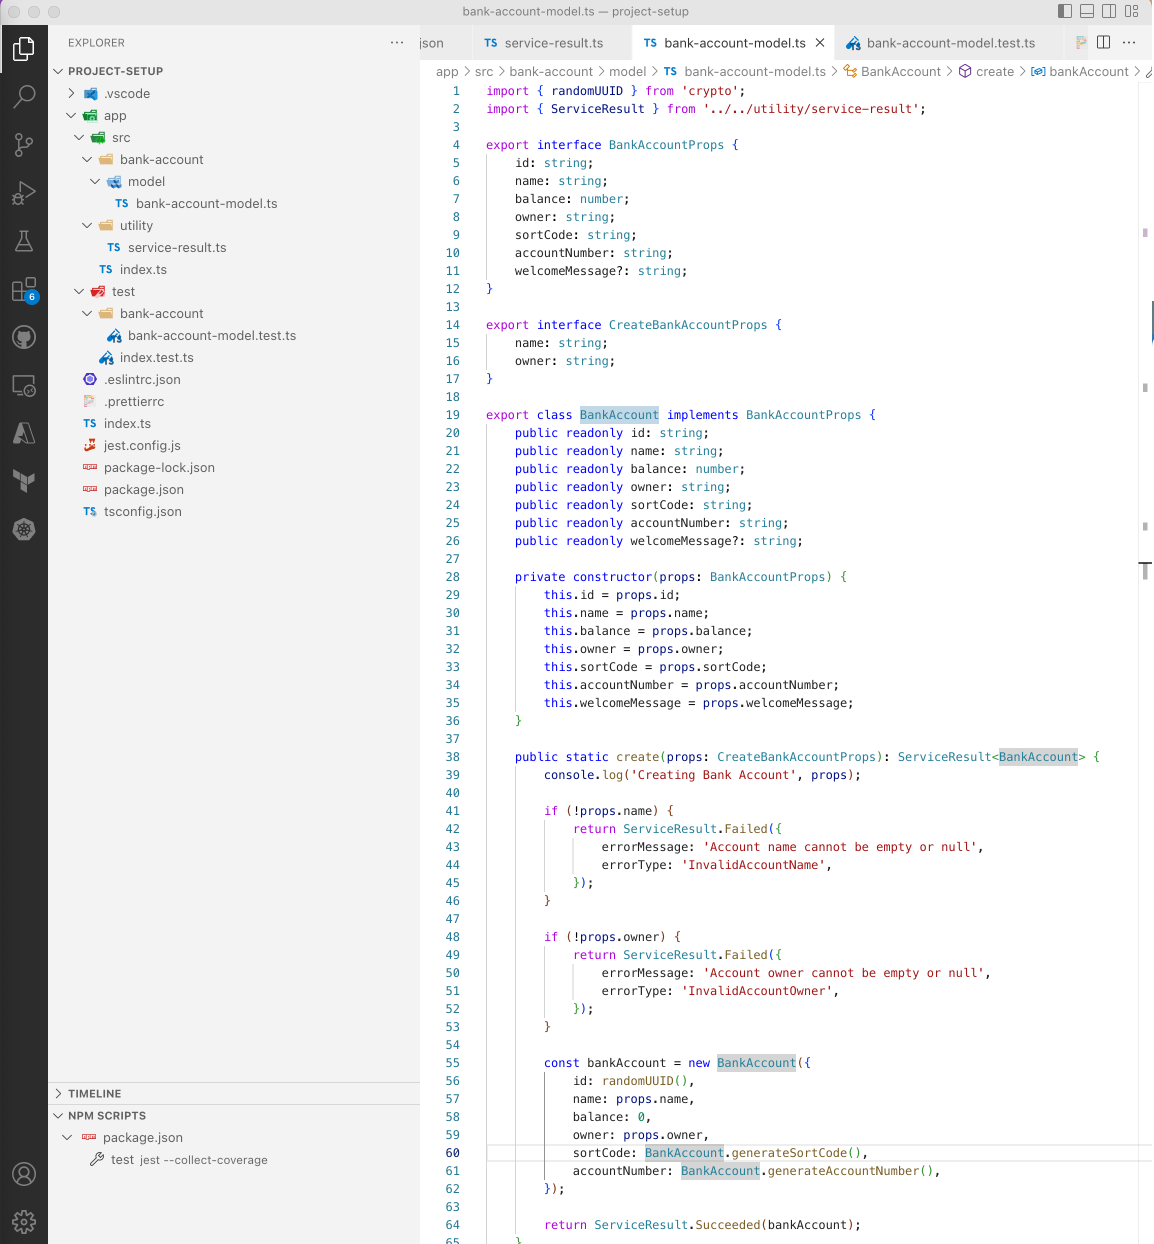 bank-account-model.ts — project-setup
EXPLORER
json
TS service-result.ts
TS bank-account-model.ts
bank-account-model.test.ts
app > src > bank-account > model > TS bank-account-model.ts > BankAccount > create > bankAccount >
PROJECT-SETUP
.vscode
app
src
bank-account
model
TS bank-account-model.ts
utility
TS service-result.ts
TS index.ts
test
bank-account
bank-account-model.test.ts
index.test.ts
.eslintrc.json
.prettierrc
TS index.ts
jest.config.js
package-lock.json
package.json
TS tsconfig.json
6
TIMELINE
NPM SCRIPTS
package.json
test jest --collect-coverage
1 import { randomUUID } from 'crypto';
2 import { ServiceResult } from '../../utility/service-result';
3
4 export interface BankAccountProps {
5 id: string;
6 name: string;
7 balance: number;
8 owner: string;
9 sortCode: string;
10 accountNumber: string;
11 welcomeMessage?: string;
12 }
13
14 export interface CreateBankAccountProps {
15 name: string;
16 owner: string;
17 }
18
19 export class BankAccount implements BankAccountProps {
20 public readonly id: string;
21 public readonly name: string;
22 public readonly balance: number;
23 public readonly owner: string;
24 public readonly sortCode: string;
25 public readonly accountNumber: string;
26 public readonly welcomeMessage?: string;
27
28 private constructor(props: BankAccountProps) {
29 this.id = props.id;
30 this.name = props.name;
31 this.balance = props.balance;
32 this.owner = props.owner;
33 this.sortCode = props.sortCode;
34 this.accountNumber = props.accountNumber;
35 this.welcomeMessage = props.welcomeMessage;
36 }
37
38 public static create(props: CreateBankAccountProps): ServiceResult<BankAccount> {
39 console.log('Creating Bank Account', props);
40
41 if (!props.name) {
42 return ServiceResult.Failed({
43 errorMessage: 'Account name cannot be empty or null',
44 errorType: 'InvalidAccountName',
45 });
46 }
47
48 if (!props.owner) {
49 return ServiceResult.Failed({
50 errorMessage: 'Account owner cannot be empty or null',
51 errorType: 'InvalidAccountOwner',
52 });
53 }
54
55 const bankAccount = new BankAccount({
56 id: randomUUID(),
57 name: props.name,
58 balance: 0,
59 owner: props.owner,
60 sortCode: BankAccount.generateSortCode(),
61 accountNumber: BankAccount.generateAccountNumber(),
62 });
63
64 return ServiceResult.Succeeded(bankAccount);
65 }